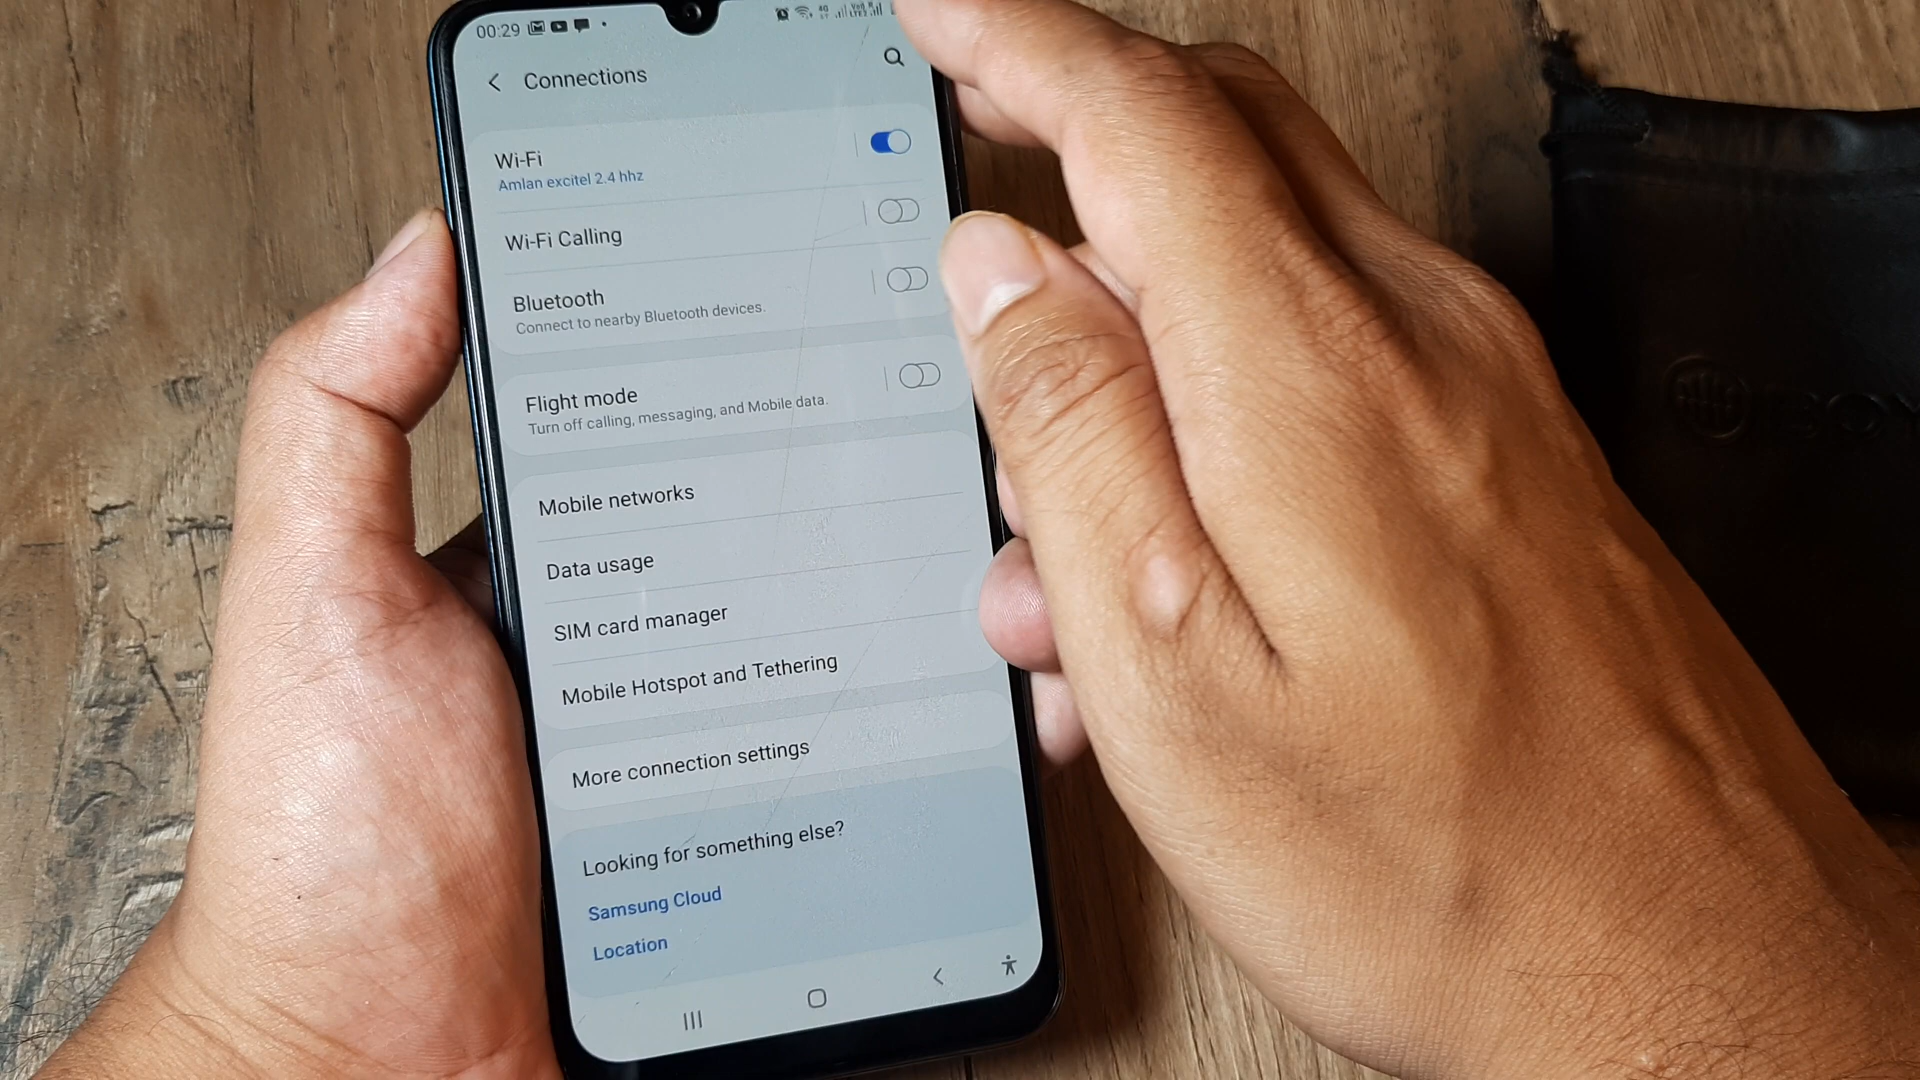 00:29
Connections
Wi-Fi
Amlan excitel 2.4 hhz
Wi-Fi Calling
Bluetooth
Connect to nearby Bluetooth devices.
Flight mode
Turn off calling, messaging, and Mobile data.
Mobile networks
Data usage
SIM card manager
Mobile Hotspot and Tethering
More connection settings
Looking for something else?
Samsung Cloud
Location